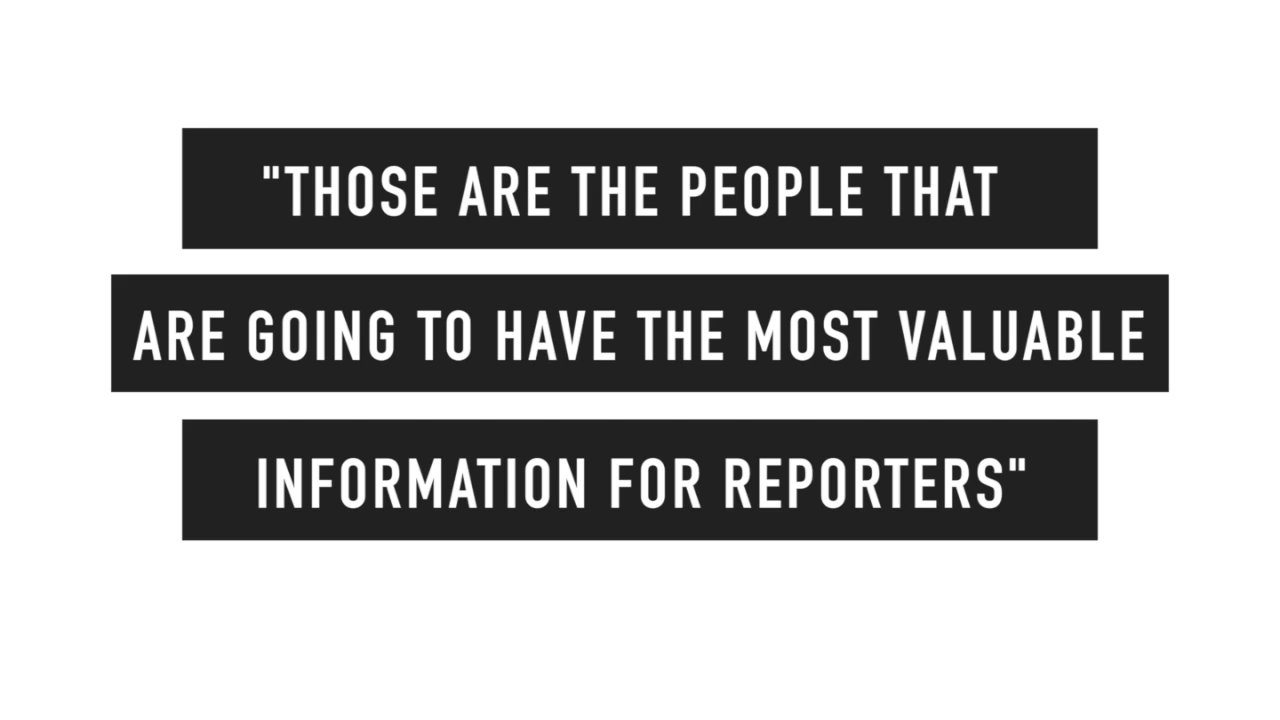 "THOSE ARE THE PEOPLE THAT
ARE GOING TO HAVE THE MOST VALUABLE
INFORMATION FOR REPORTERS"